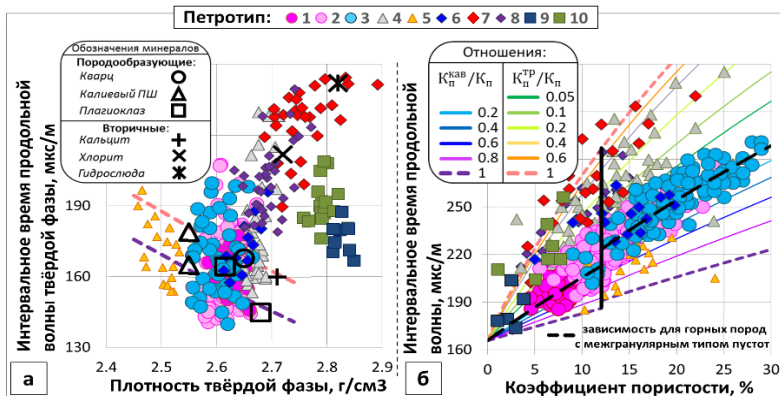 Петротип: 1 2 3 4 5 6 7 8 9 10
Интервальное время продольной
волны твёрдой фазы, мкс/м
Обозначения минералов
Породообразующие:
Кварц
Калиевый ПШ
Плагиоклаз
Вторичные:
Кальцит
Хлорит
Гидрослюда
190
160
130
2.4 2.5 2.6 2.7 2.8 2.9
а
Плотность твёрдой фазы, г/см3
Интервальное время продольной
волны, мкс/м
Отношения:
Kпкав/Kп Kптр/Kп
0.05
0.2 0.1
0.4 0.2
0.6 0.4
0.8 0.6
1 1
250
220
190
160
зависимость для горных пород
с межгранулярным типом пустот
0 5 10 15 20 25 30
б
Коэффициент пористости, %